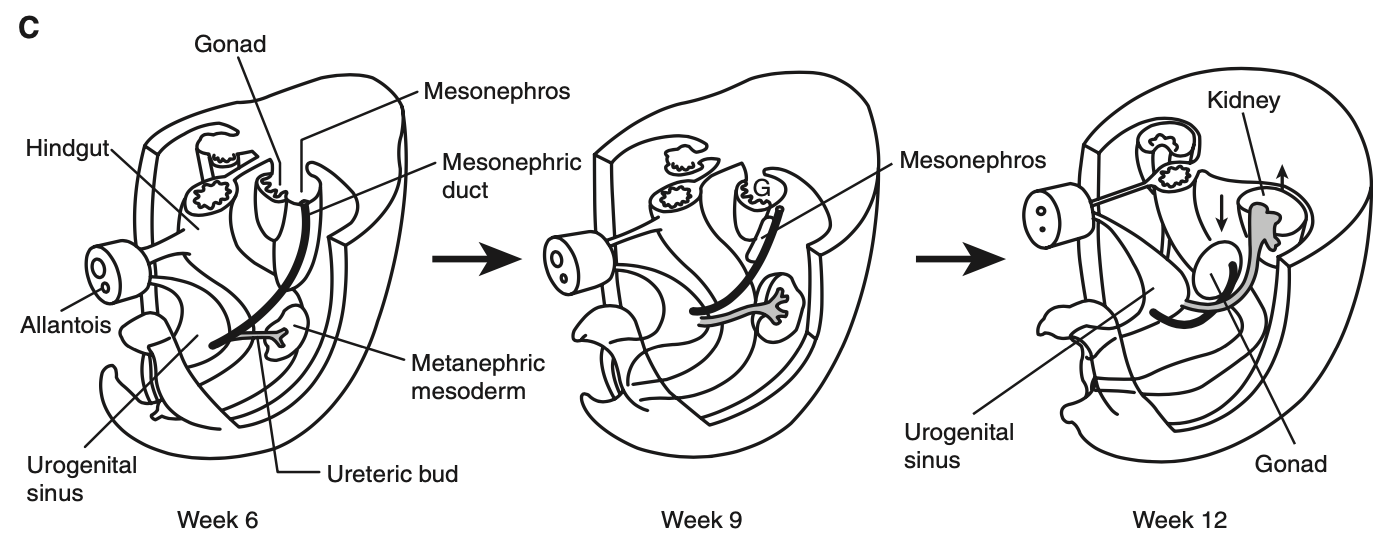 C
Gonad
Mesonephros
Hindgut
Mesonephric
duct
Allantois
Metanephric
mesoderm
Urogenital
sinus
Ureteric bud
Week 6
G
Mesonephros
Week 9
Kidney
Urogenital
sinus
Gonad
Week 12